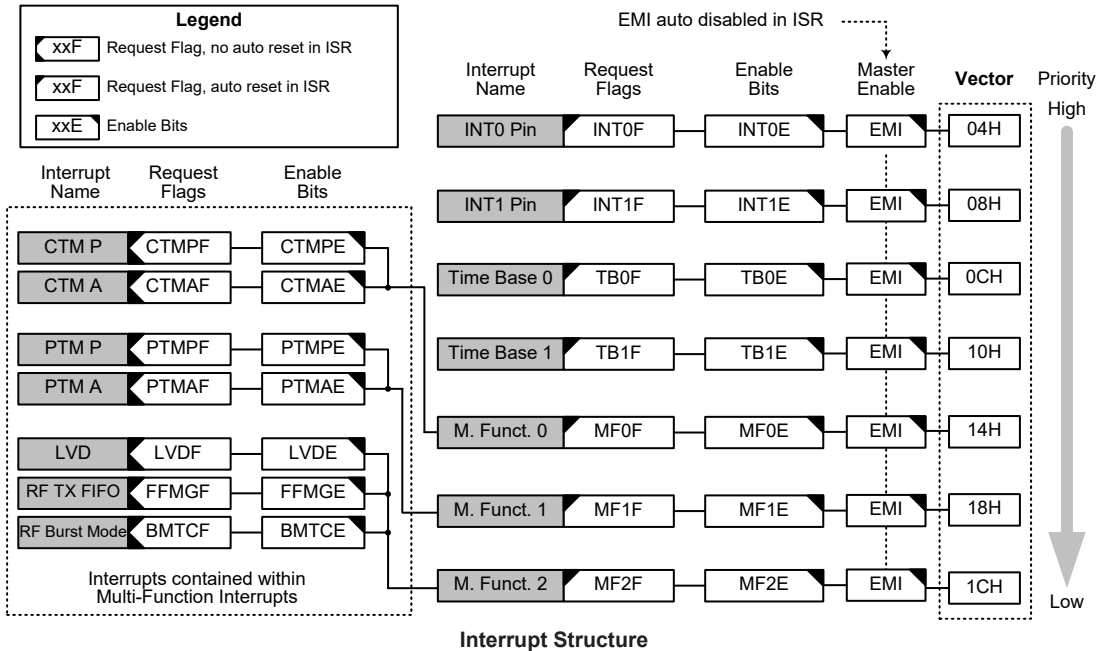 Legend
xxF Request Flag, no auto reset in ISR
xxF Request Flag, auto reset in ISR
xxE Enable Bits
EMI auto disabled in ISR
Interrupt Name Request Flags Enable Bits Master Enable Vector Priority
High
INT0 Pin INT0F INT0E EMI 04H
INT1 Pin INT1F INT1E EMI 08H
Time Base 0 TB0F TB0E EMI 0CH
Time Base 1 TB1F TB1E EMI 10H
M. Funct. 0 MF0F MF0E EMI 14H
M. Funct. 1 MF1F MF1E EMI 18H
M. Funct. 2 MF2F MF2E EMI 1CH
Low
Interrupt Name Request Flags Enable Bits
CTM P CTMPF CTMPE
CTM A CTMAF CTMAE
PTM P PTMPF PTMPE
PTM A PTMAF PTMAE
LVD LVDF LVDE
RF TX FIFO FFMGF FFMGE
RF Burst Mode BMTCF BMTCE
Interrupts contained within
Multi-Function Interrupts
Interrupt Structure